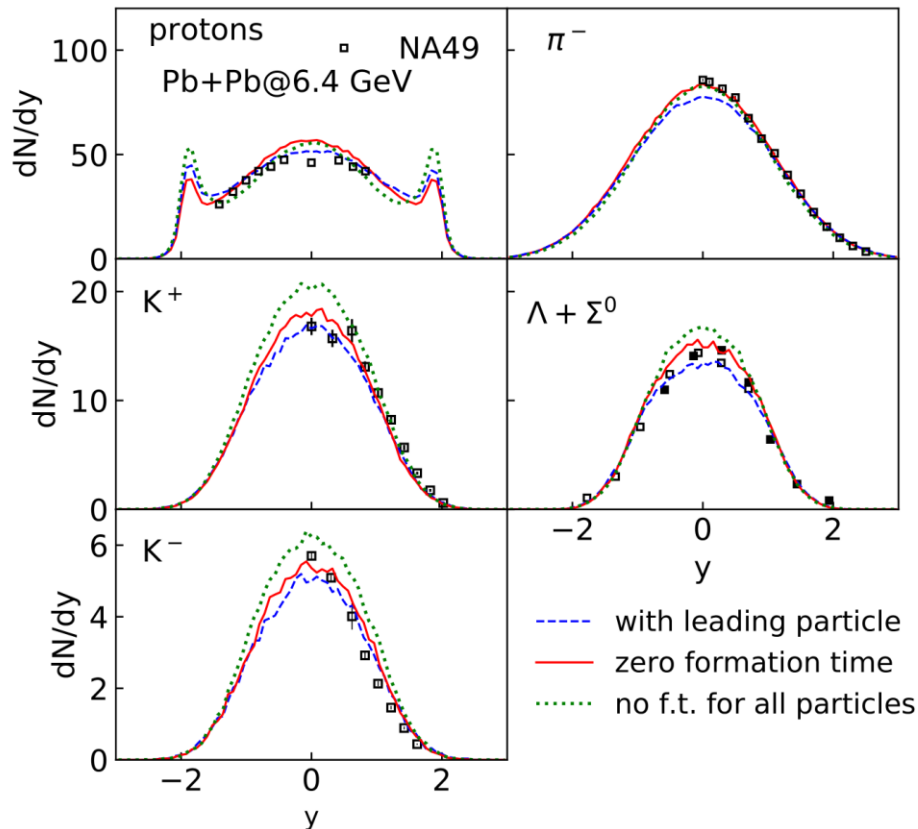 protons
NA49
Pb+Pb@6.4 GeV
π⁻
dN/dy
100
50
0
K⁺
Λ + Σ⁰
dN/dy
20
10
0
−2
0
2
y
K⁻
dN/dy
6
4
2
0
−2
0
2
y
with leading particle
zero formation time
no f.t. for all particles